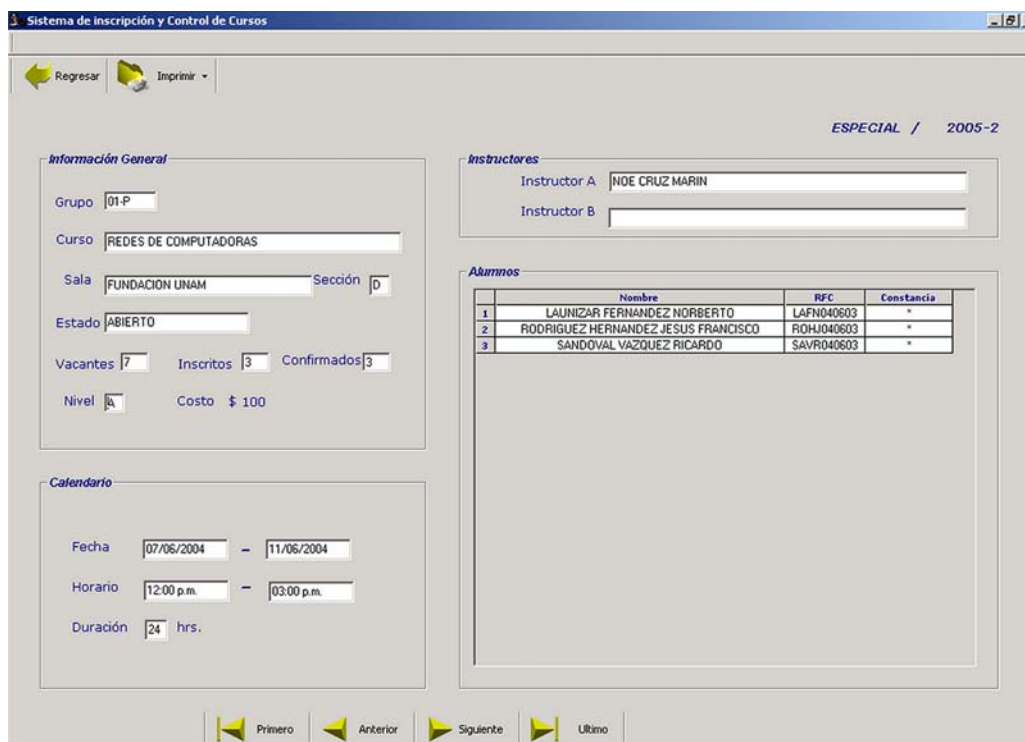 Sistema de inscripción y Control de Cursos
Regresar Imprimir
ESPECIAL / 2005-2
Información General
Grupo 01-P
Curso REDES DE COMPUTADORAS
Sala FUNDACION UNAM Sección D
Estado ABIERTO
Vacantes 7 Inscritos 3 Confirmados 3
Nivel A Costo $ 100
Calendario
Fecha 07/06/2004 – 11/06/2004
Horario 12:00 p.m. – 03:00 p.m.
Duración 24 hrs.
Instructores
Instructor A NOE CRUZ MARIN
Instructor B
Alumnos
Nombre RFC Constancia
1 LAUNIZAR FERNANDEZ NORBERTO LAFN040603 *
2 RODRIGUEZ HERNANDEZ JESUS FRANCISCO ROHJ040603 *
3 SANDOVAL VAZQUEZ RICARDO SAVR040603 *
Primero Anterior Siguiente Ultimo